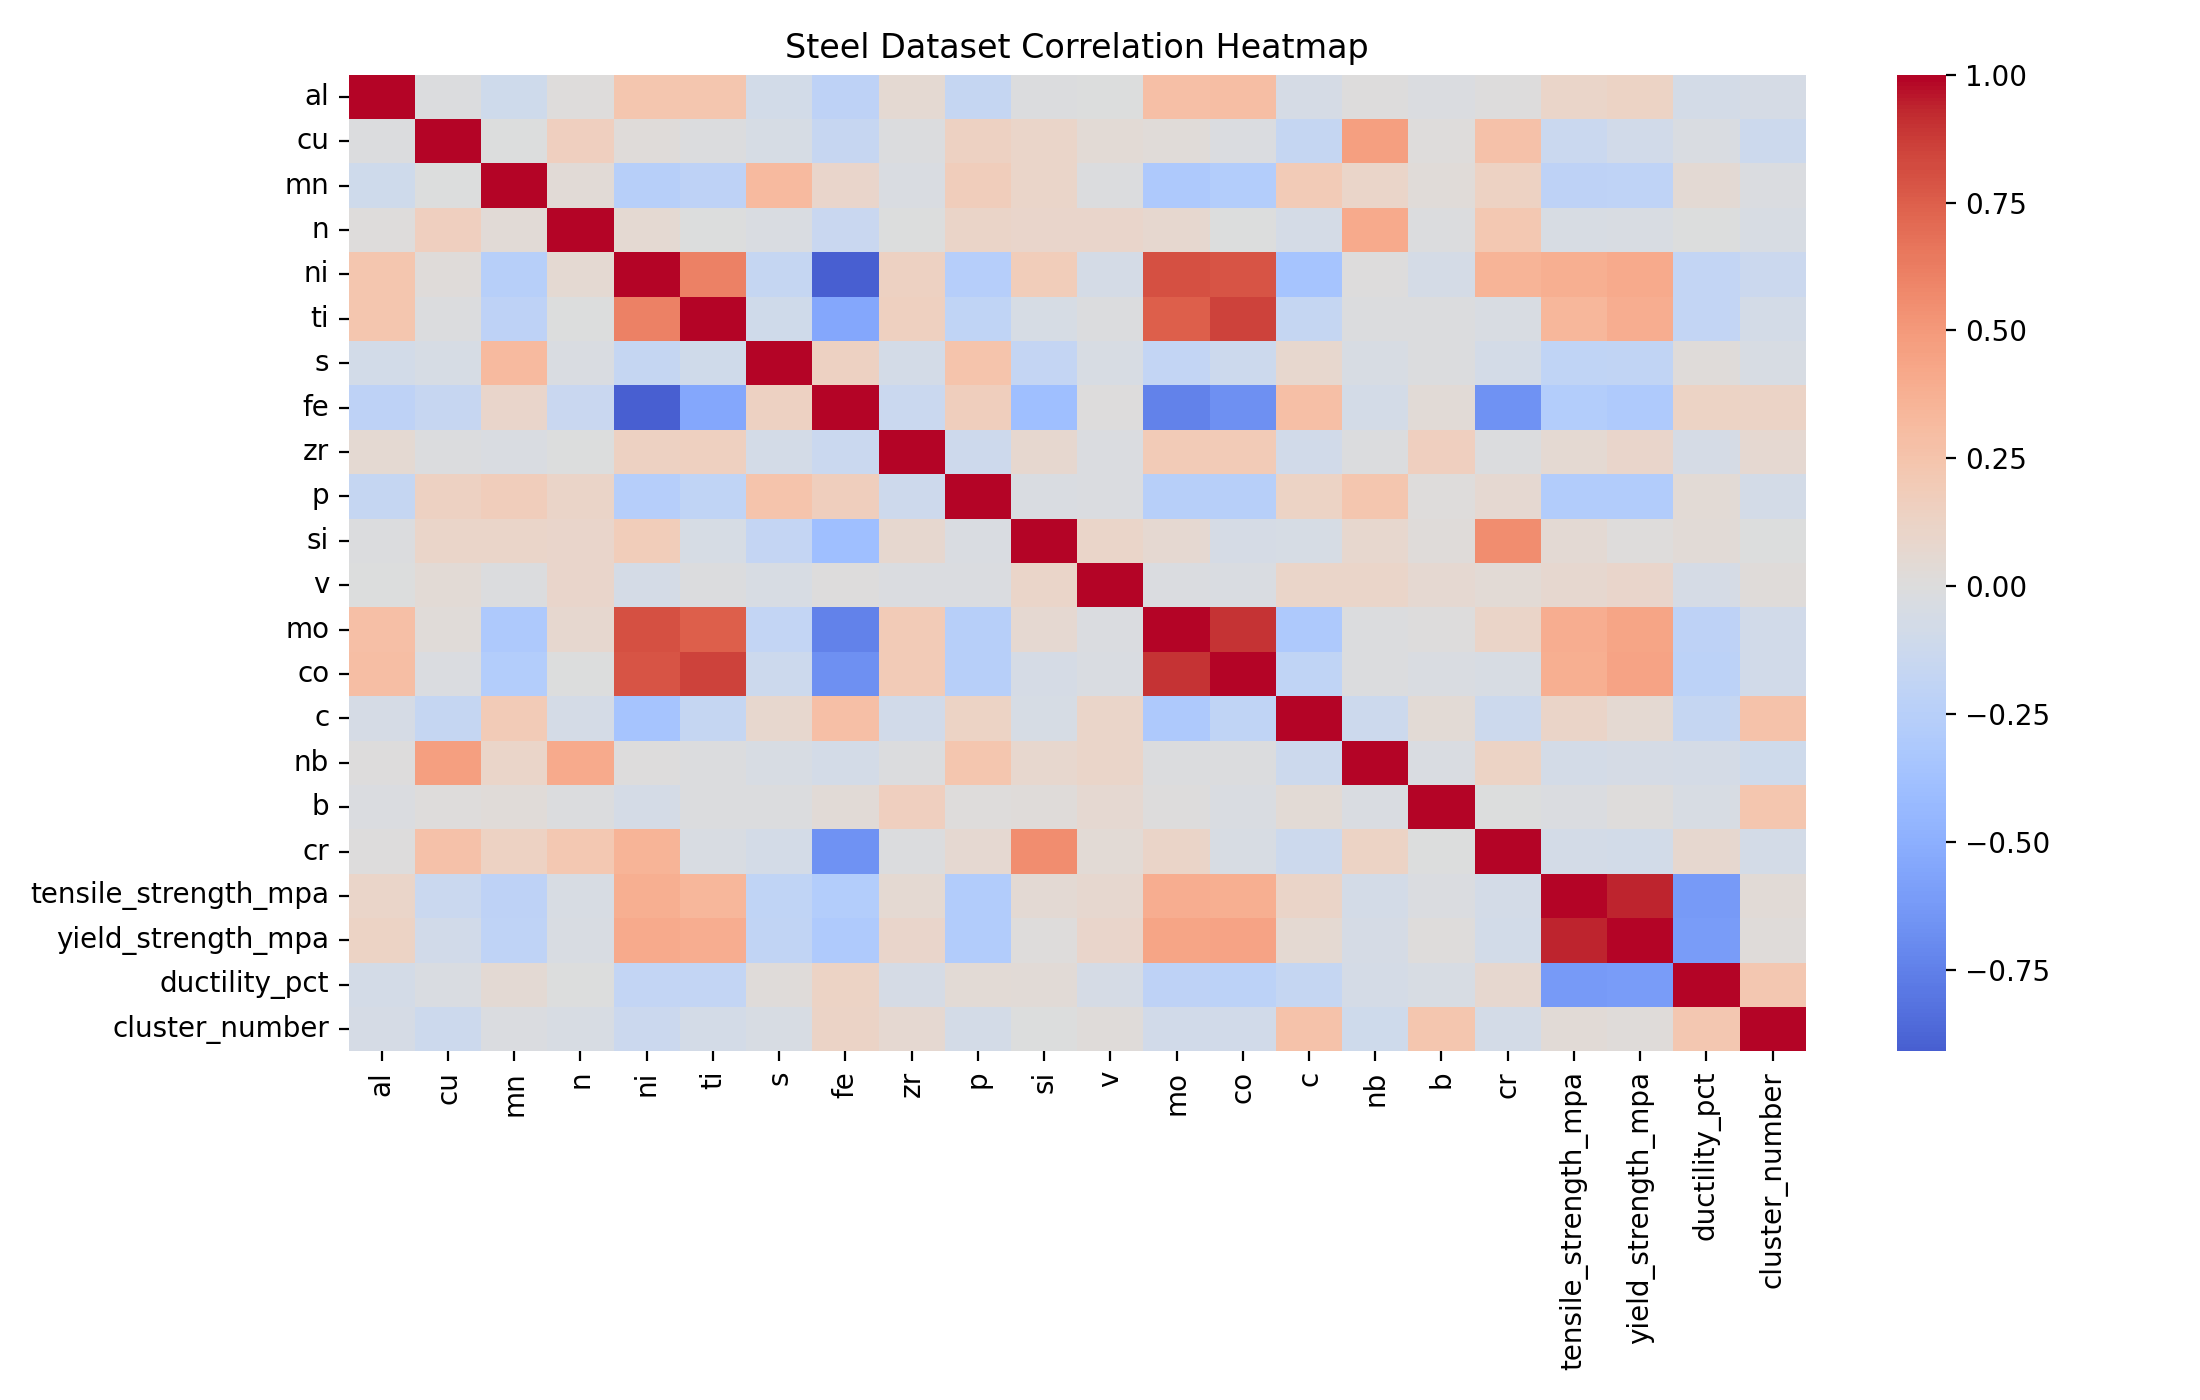 Steel Dataset Correlation Heatmap
al
cu
mn
n
ni
ti
s
fe
zr
p
si
v
mo
co
c
nb
b
cr
tensile_strength_mpa
yield_strength_mpa
ductility_pct
cluster_number
al
cu
mn
n
ni
ti
s
fe
zr
p
si
v
mo
co
c
nb
b
cr
tensile_strength_mpa
yield_strength_mpa
ductility_pct
cluster_number
1.00
0.75
0.50
0.25
0.00
−0.25
−0.50
−0.75